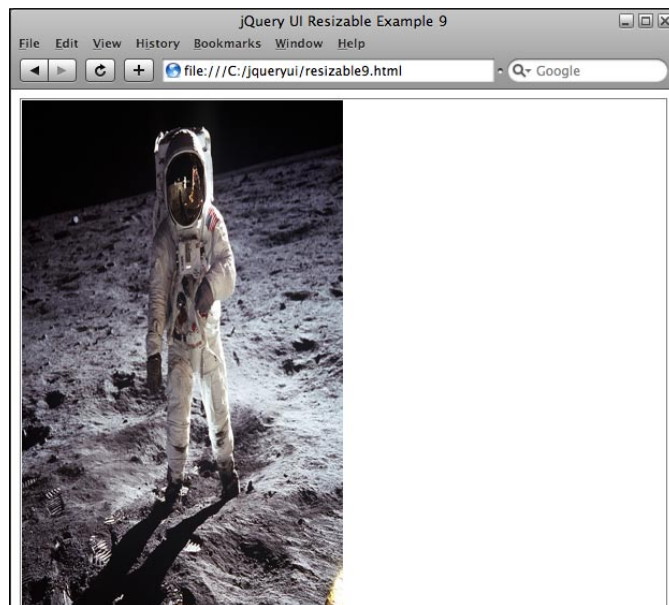 jQuery UI Resizable Example 9
File Edit View History Bookmarks Window Help
file:///C:/jqueryui/resizable9.html
Google